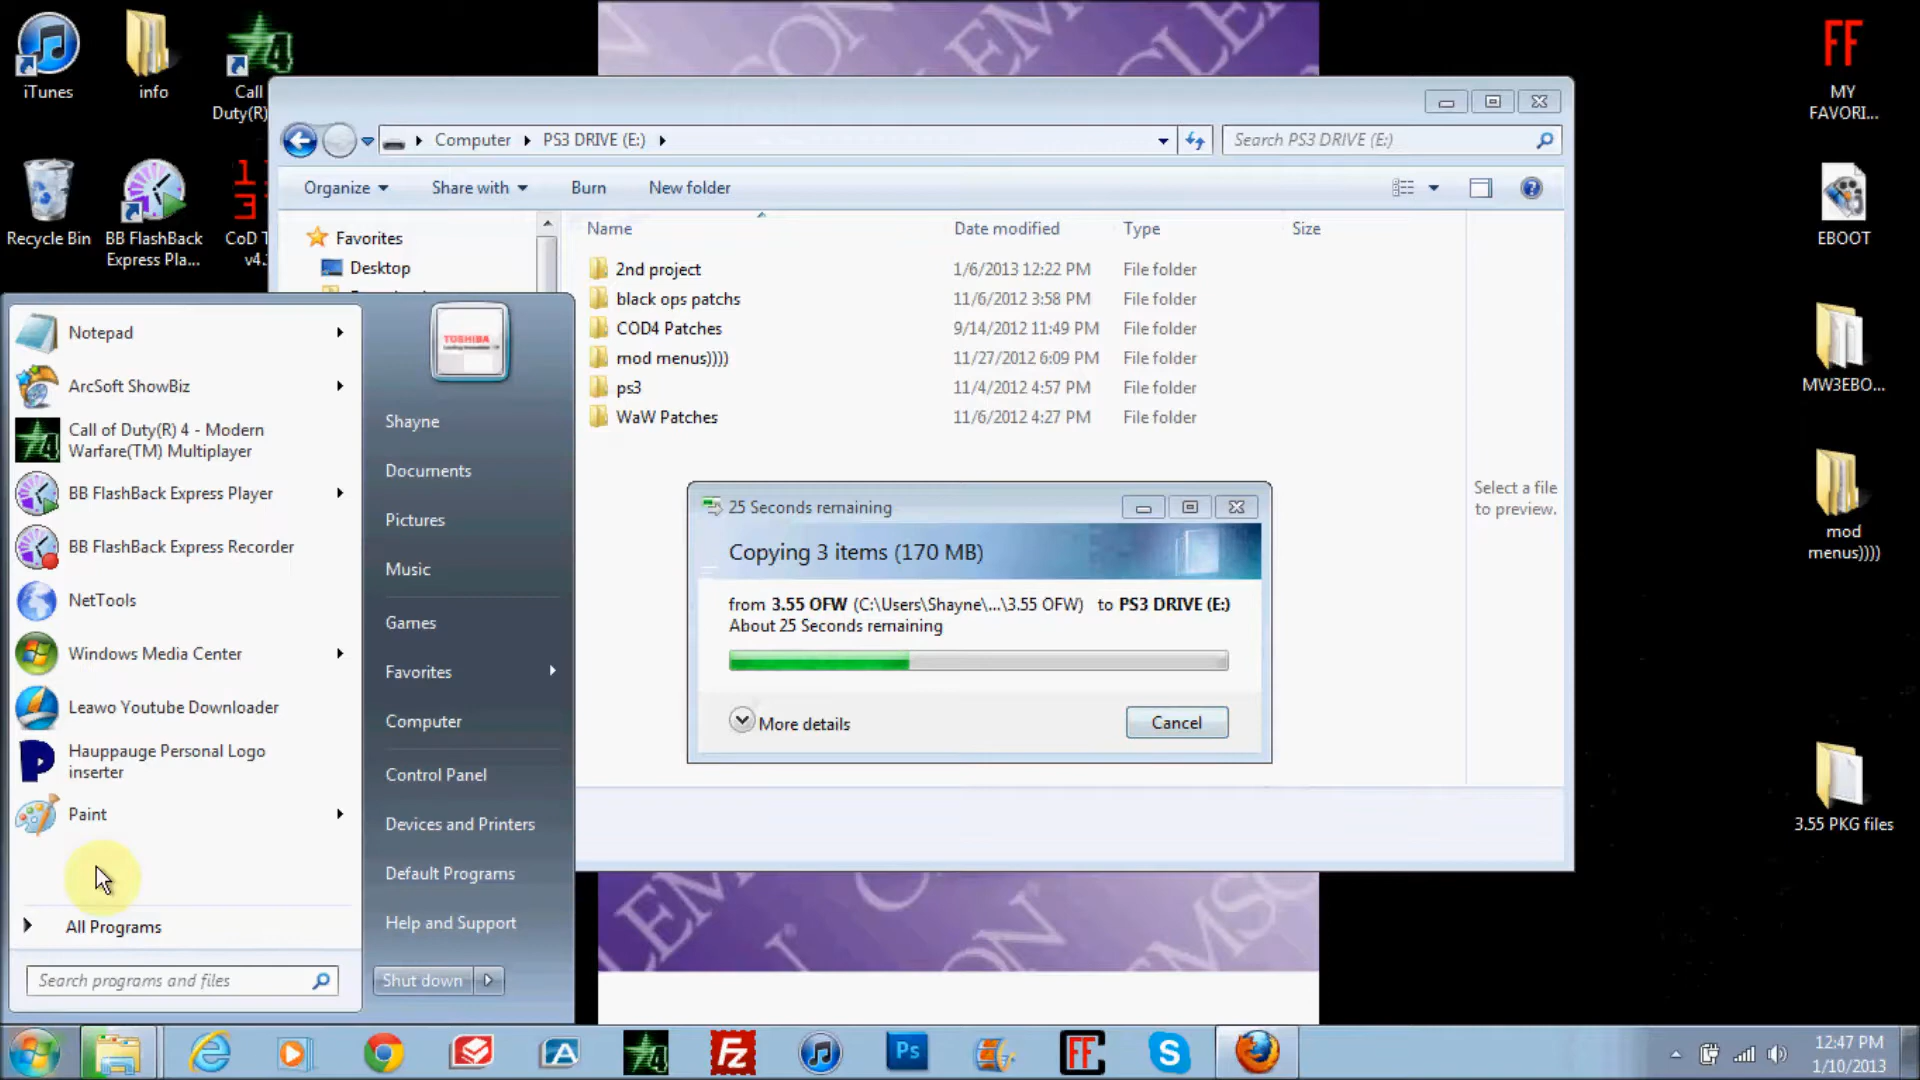 iTunes
info
Call
Duty(R)
Recycle Bin
BB FlashBack
Express Pla...
CoD T
v4.
FF
MY
FAVORI...
EBOOT
MW3EBO...
mod
menus))))
3.55 PKG files
Computer
PS3 DRIVE (E:)
Search PS3 DRIVE (E:)
Organize
Share with
Burn
New folder
Name
Date modified
Type
Size
Favorites
Desktop
2nd project 1/6/2013 12:22 PM File folder
black ops patchs 11/6/2012 3:58 PM File folder
COD4 Patches 9/14/2012 11:49 PM File folder
mod menus)))) 11/27/2012 6:09 PM File folder
ps3 11/4/2012 4:57 PM File folder
WaW Patches 11/6/2012 4:27 PM File folder
Select a file
to preview.
25 Seconds remaining
Copying 3 items (170 MB)
from 3.55 OFW (C:\Users\Shayne\...\3.55 OFW) to PS3 DRIVE (E:)
About 25 Seconds remaining
More details
Cancel
Notepad
ArcSoft ShowBiz
Call of Duty(R) 4 - Modern
Warfare(TM) Multiplayer
BB FlashBack Express Player
BB FlashBack Express Recorder
NetTools
Windows Media Center
Leawo Youtube Downloader
Hauppauge Personal Logo
inserter
Paint
All Programs
Search programs and files
TOSHIBA
Shayne
Documents
Pictures
Music
Games
Favorites
Computer
Control Panel
Devices and Printers
Default Programs
Help and Support
Shut down
Fz
Ps
FF
12:47 PM
1/10/2013